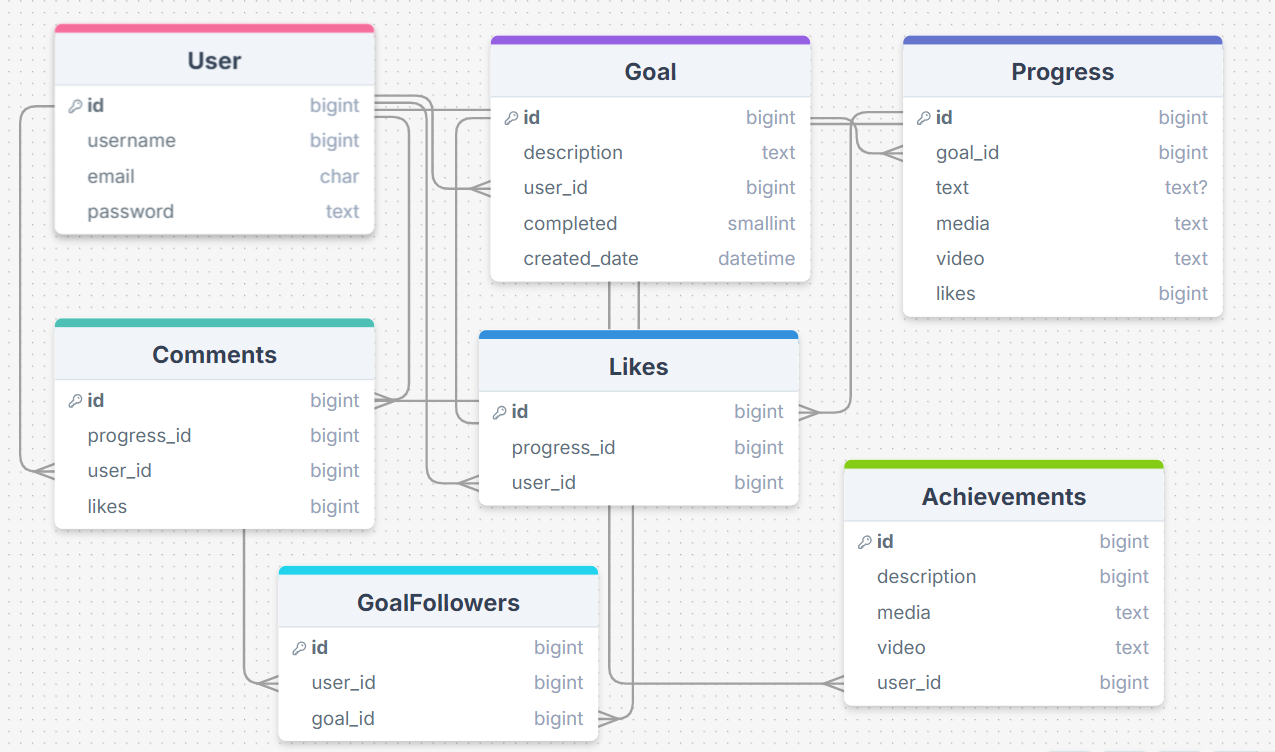 User
id bigint
username bigint
email char
password text
Goal
id bigint
description text
user_id bigint
completed smallint
created_date datetime
Progress
id bigint
goal_id bigint
text text?
media text
video text
likes bigint
Comments
id bigint
progress_id bigint
user_id bigint
likes bigint
Likes
id bigint
progress_id bigint
user_id bigint
Achievements
id bigint
description bigint
media text
video text
user_id bigint
GoalFollowers
id bigint
user_id bigint
goal_id bigint